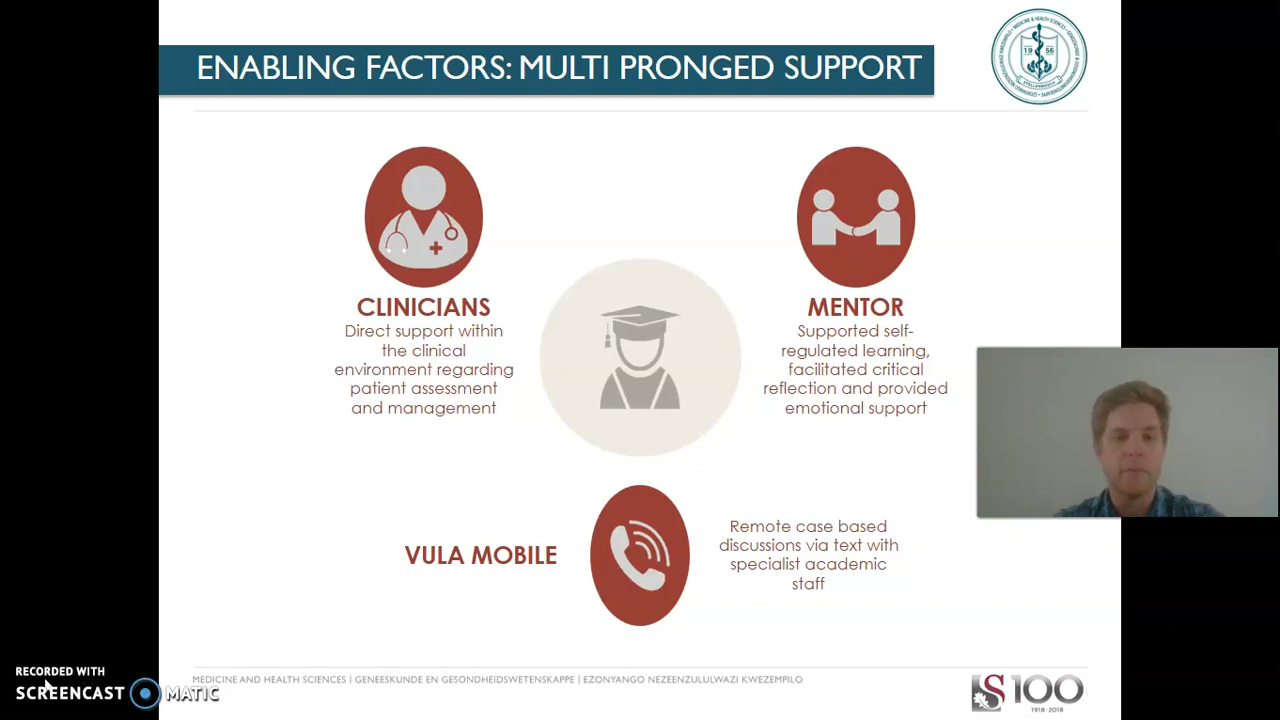 ENABLING FACTORS: MULTI PRONGED SUPPORT
1956
STELLENBOSCH
CLINICIANS
Direct support within
the clinical
environment regarding
patient assessment
and management
MENTOR
Supported self-
regulated learning,
facilitated critical
reflection and provided
emotional support
VULA MOBILE
Remote case based
discussions via text with
specialist academic
staff
RECORDED WITH
SCREENCAST MATIC
MEDICINE AND HEALTH SCIENCES | GENEESKUNDE EN GESONDHEIDSWETENSKAPPE | EZONYANGO NEZEENZULULWAZI KWEZEMPILO
S100
1918·2018